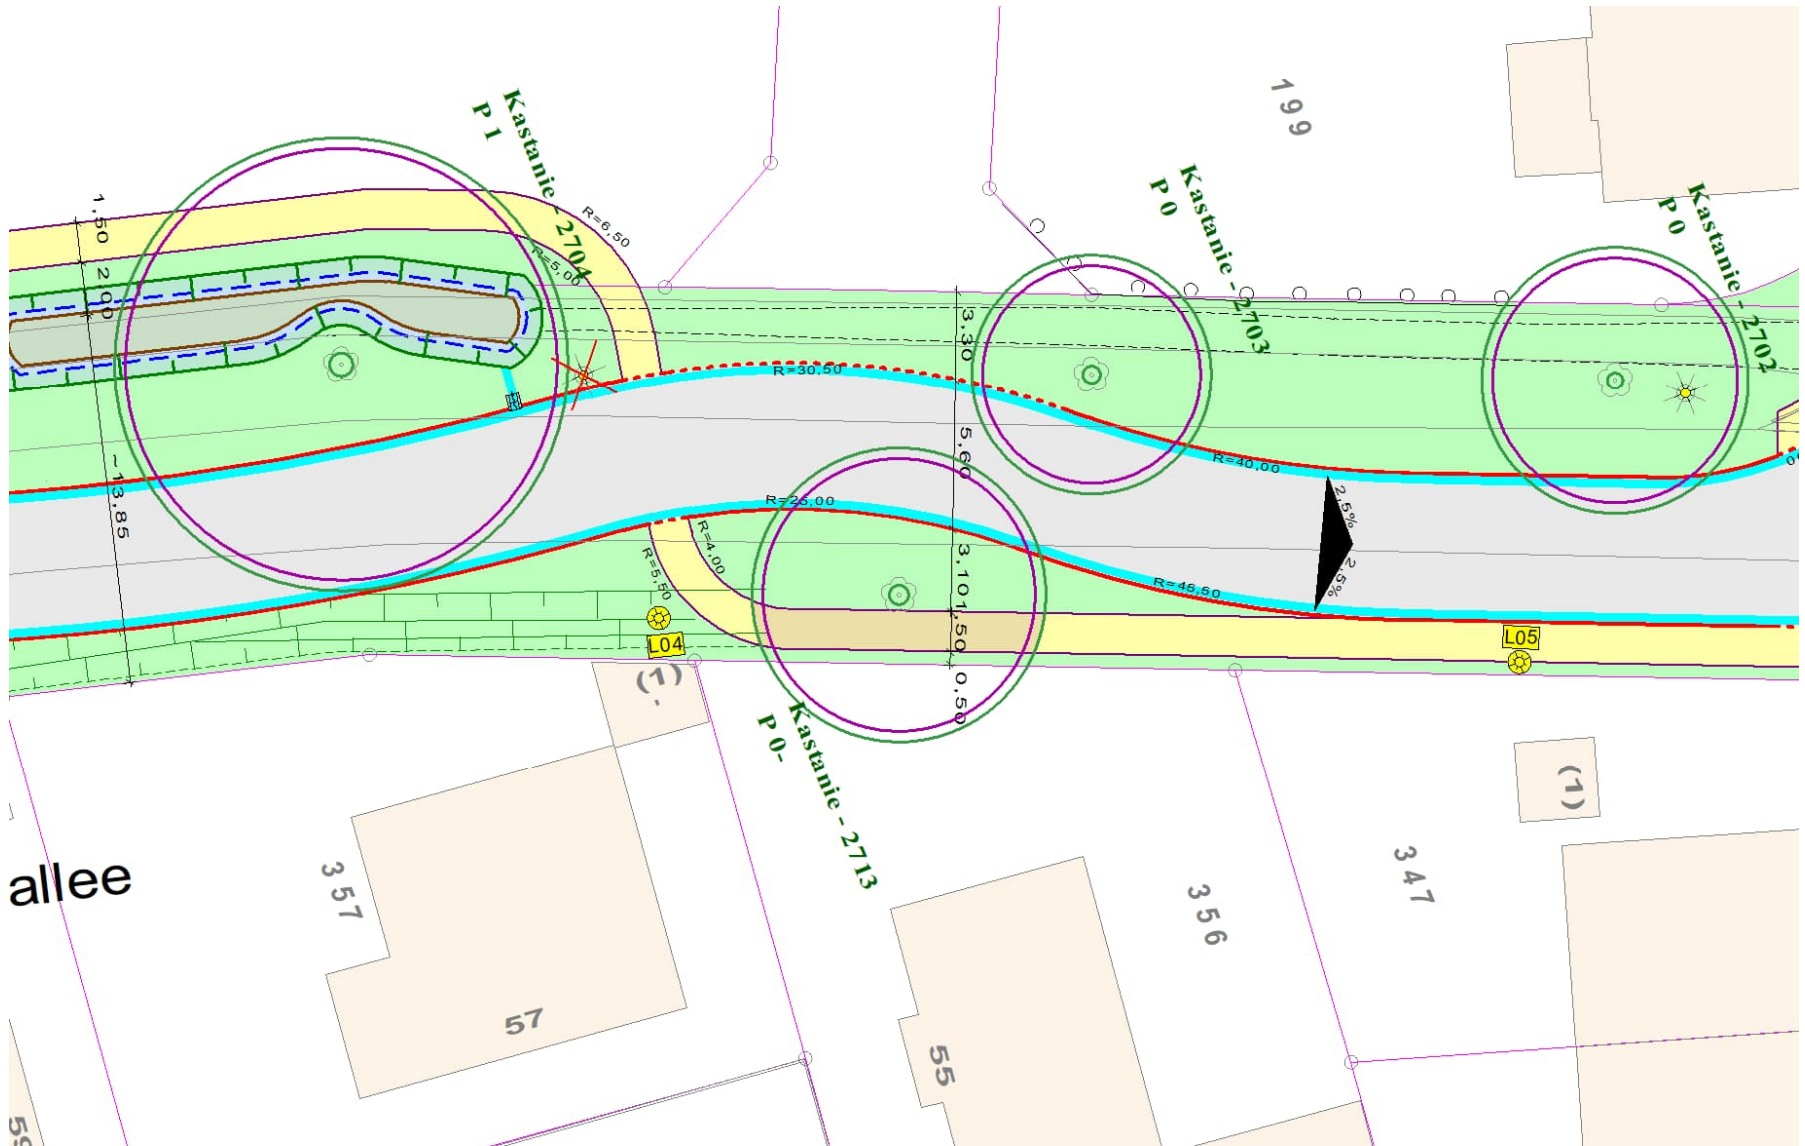 Kastanie - 2704
P 1
Kastanie - 2703
P 0
Kastanie - 2702
P 0
199
1,50
2,00
~13,85
R=6,50
R=5,00
R=30,50
3,30
5,60
3,10
1,50
0,50
R=40,00
R=25,00
R=4,00
R=5,50
R=46,50
2,5%
2,5%
L04
L05
(1)
-
Kastanie - 2713
P 0-
(1)
allee
357
57
356
347
55
59